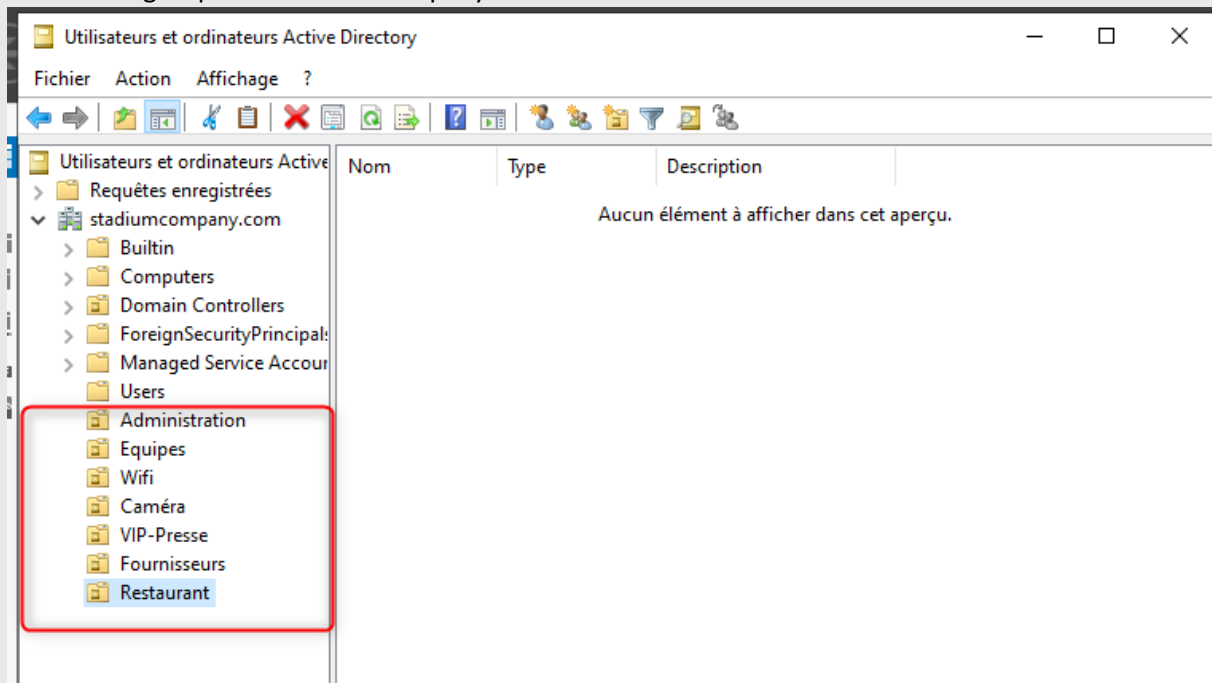 Utilisateurs et ordinateurs Active Directory
Fichier Action Affichage ?
Utilisateurs et ordinateurs Active
Nom Type Description
Requêtes enregistrées
Aucun élément à afficher dans cet aperçu.
stadiumcompany.com
Builtin
Computers
Domain Controllers
ForeignSecurityPrincipals
Managed Service Accour
Users
Administration
Equipes
Wifi
Caméra
VIP-Presse
Fournisseurs
Restaurant